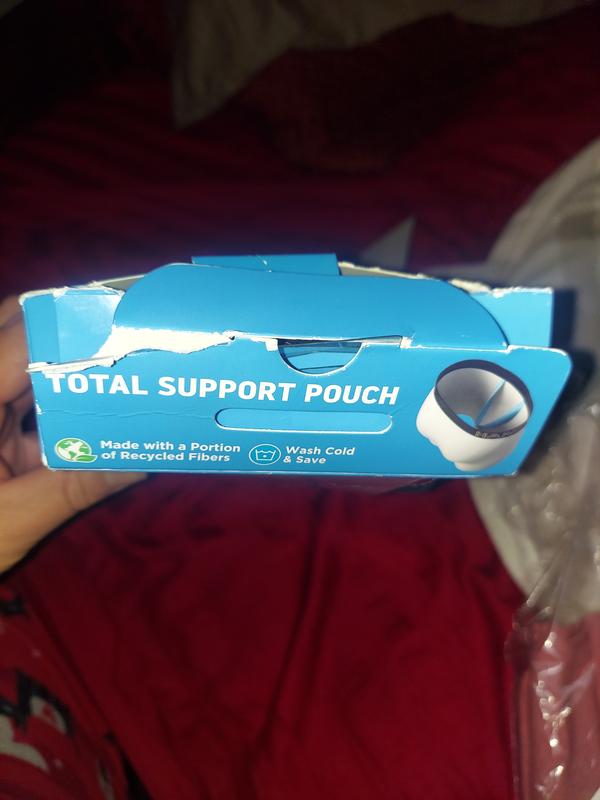 TOTAL SUPPORT POUCH
Made with a Portion
of Recycled Fibers
Wash Cold
& Save